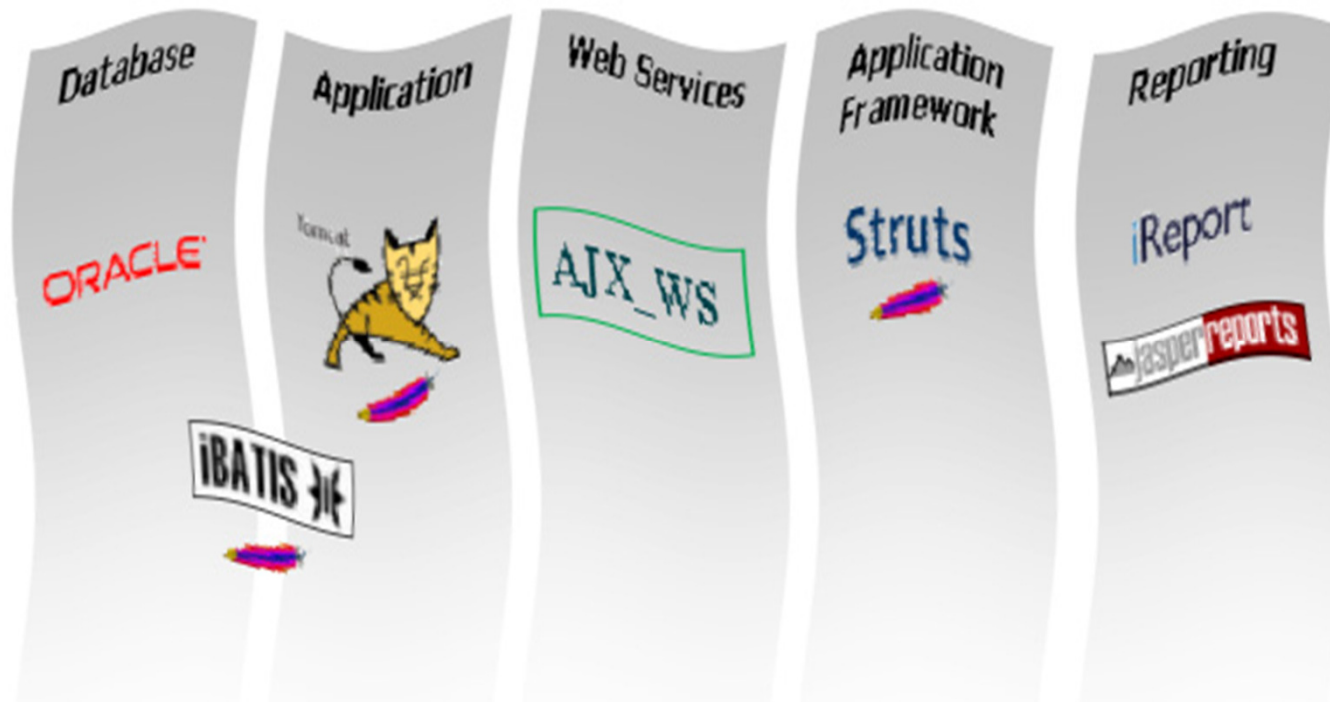 Database
Application
Web Services
Application
Framework
Reporting
ORACLE
Tomcat
AJX_WS
Struts
iReport
jasperreports
iBATIS